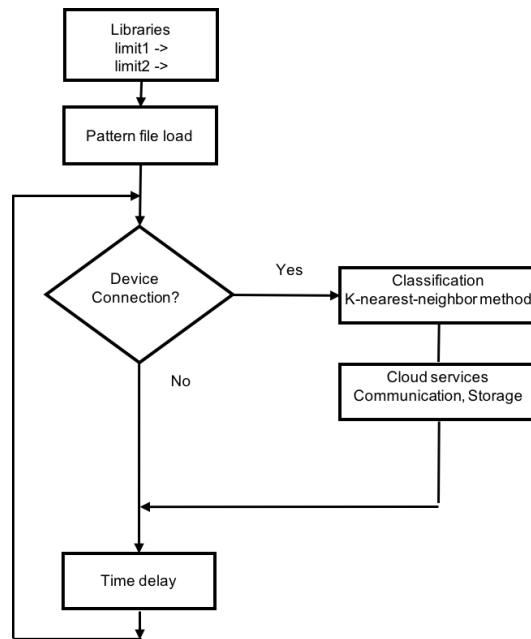 Libraries
limit1 ->
limit2 ->
Pattern file load
Device
Connection?
Yes
Classification
K-nearest-neighbor method
No
Cloud services
Communication, Storage
Time delay